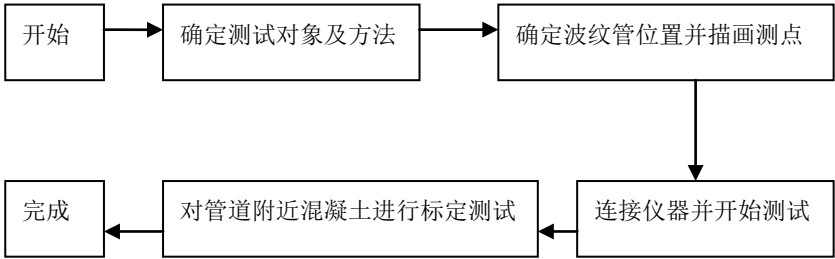 开始
确定测试对象及方法
确定波纹管位置并描画测点
连接仪器并开始测试
对管道附近混凝土进行标定测试
完成